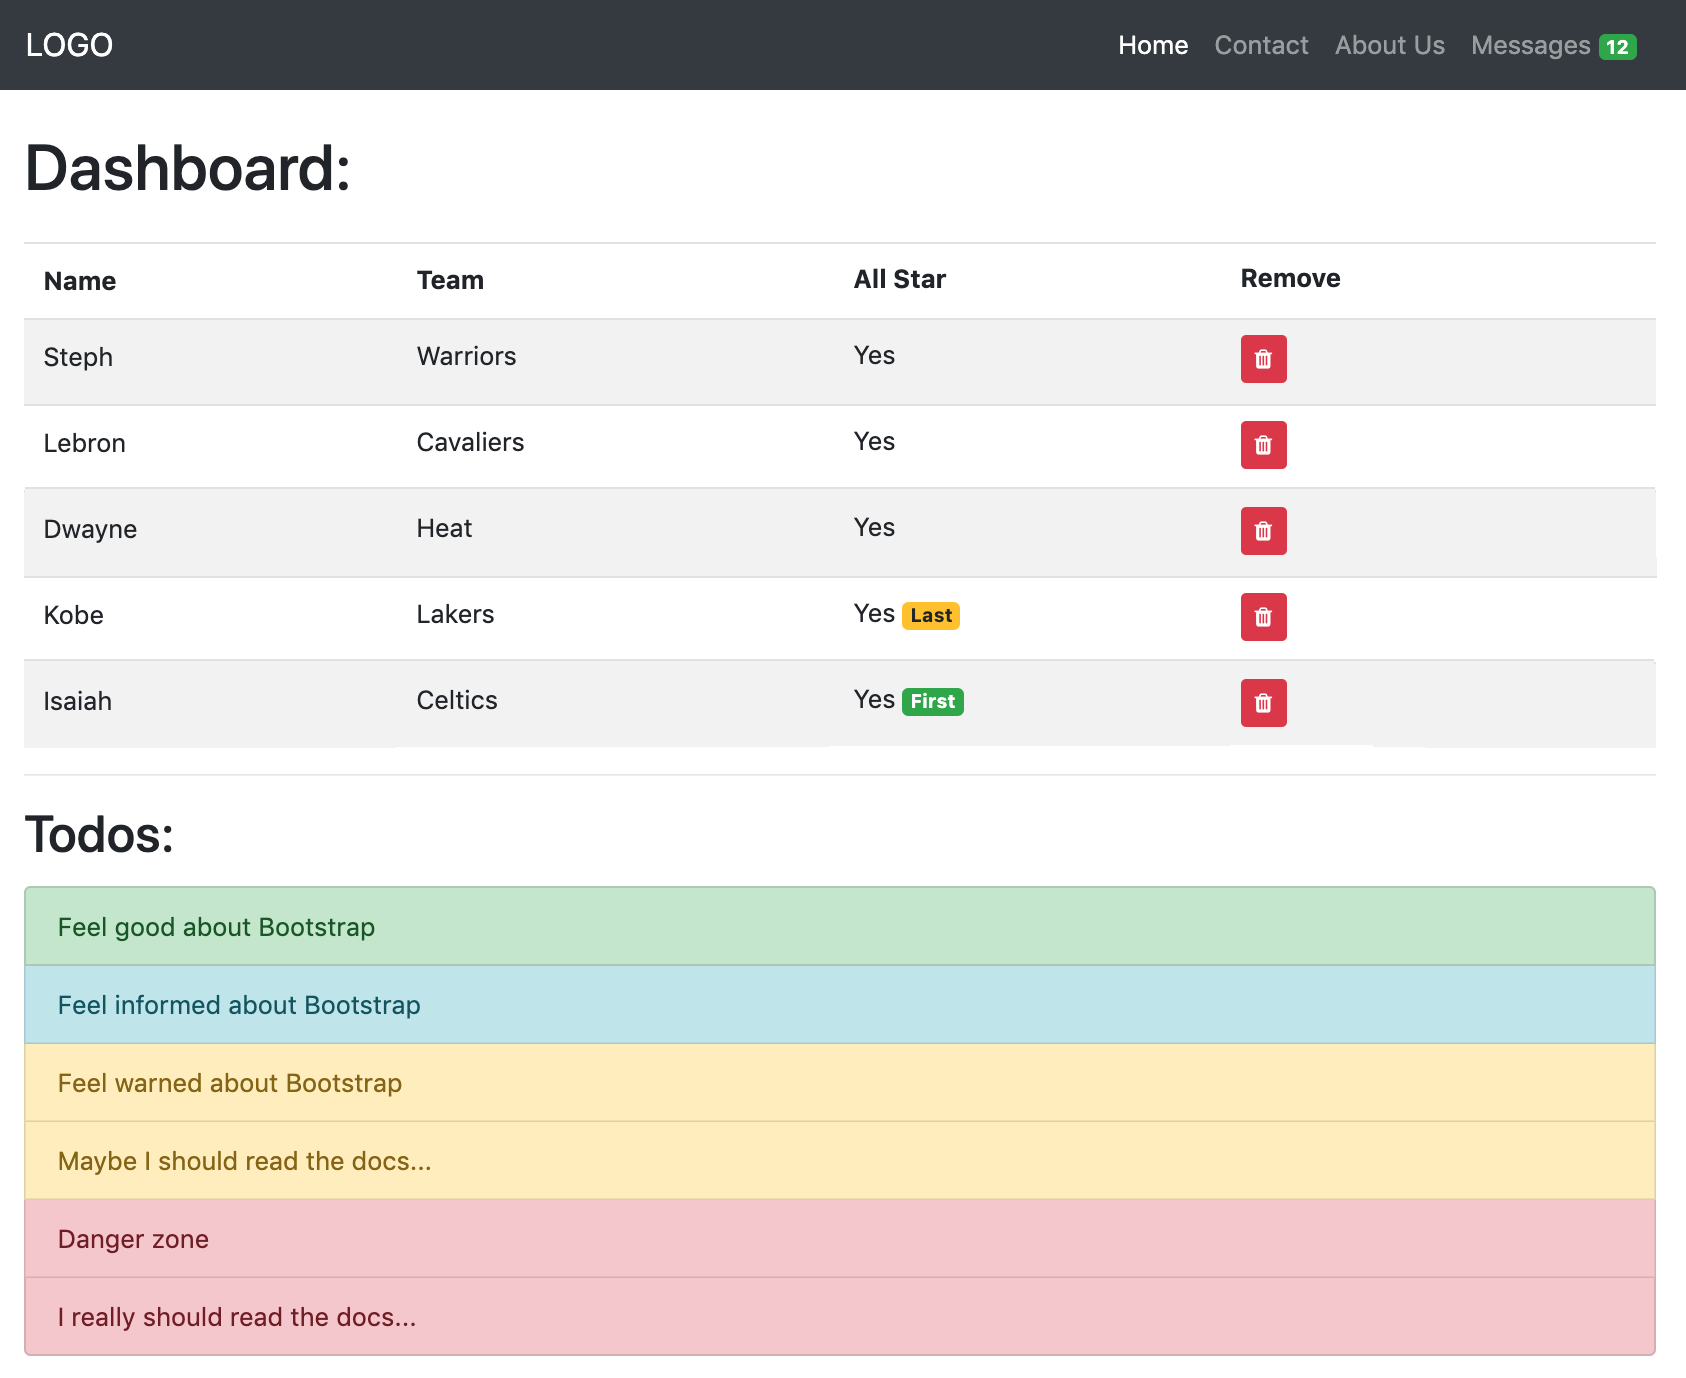 LOGO Home Contact About Us Messages 12
Dashboard:
Name Team All Star Remove
Steph Warriors Yes
Lebron Cavaliers Yes
Dwayne Heat Yes
Kobe Lakers Yes Last
Isaiah Celtics Yes First
Todos:
Feel good about Bootstrap
Feel informed about Bootstrap
Feel warned about Bootstrap
Maybe I should read the docs...
Danger zone
I really should read the docs...